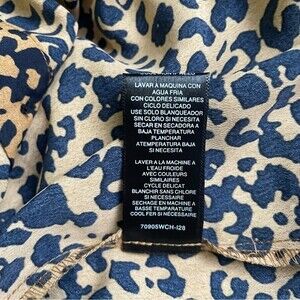 LAVAR A MAQUINA CON
AGUA FRIA
CON COLORES SIMILARES
CICLO DELICADO
USE SOLO BLANQUEADOR
SIN CLORO SI NECESITA
SECAR EN SECADORA A
BAJA TEMPERATURA
PLANCHAR
ATEMPERATURA BAJA
SI NECESITA
LAVER A LA MACHINE A
L'EAU FROIDE
AVEC COULEURS
SIMILAIRES
CYCLE DELICAT
BLANCHIR SANS CHLORE
SI NECESSAIRE
SECHAGE EN MACHINE A
BASSE TEMPERATURE
COOL FER SI NECESSAIRE
70905WCH-I28